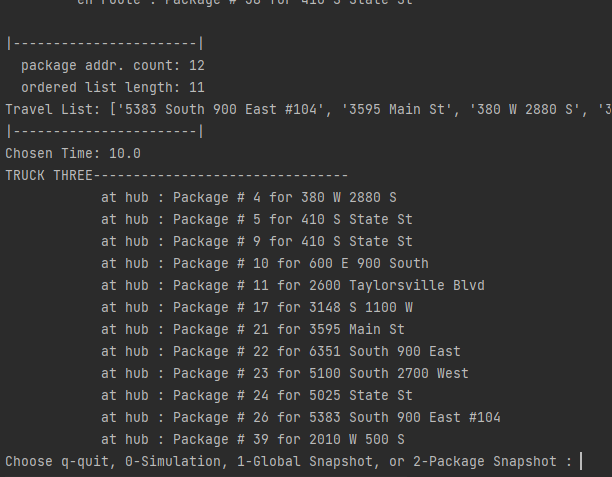 en route : Package # 38 for 410 S State St
|-----------------------|
package addr. count: 12
ordered list length: 11
Travel List: ['5383 South 900 East #104', '3595 Main St', '380 W 2880 S', '3
|-----------------------|
Chosen Time: 10.0
TRUCK THREE--------------------------------
at hub : Package # 4 for 380 W 2880 S
at hub : Package # 5 for 410 S State St
at hub : Package # 9 for 410 S State St
at hub : Package # 10 for 600 E 900 South
at hub : Package # 11 for 2600 Taylorsville Blvd
at hub : Package # 17 for 3148 S 1100 W
at hub : Package # 21 for 3595 Main St
at hub : Package # 22 for 6351 South 900 East
at hub : Package # 23 for 5100 South 2700 West
at hub : Package # 24 for 5025 State St
at hub : Package # 26 for 5383 South 900 East #104
at hub : Package # 39 for 2010 W 500 S
Choose q-quit, 0-Simulation, 1-Global Snapshot, or 2-Package Snapshot :